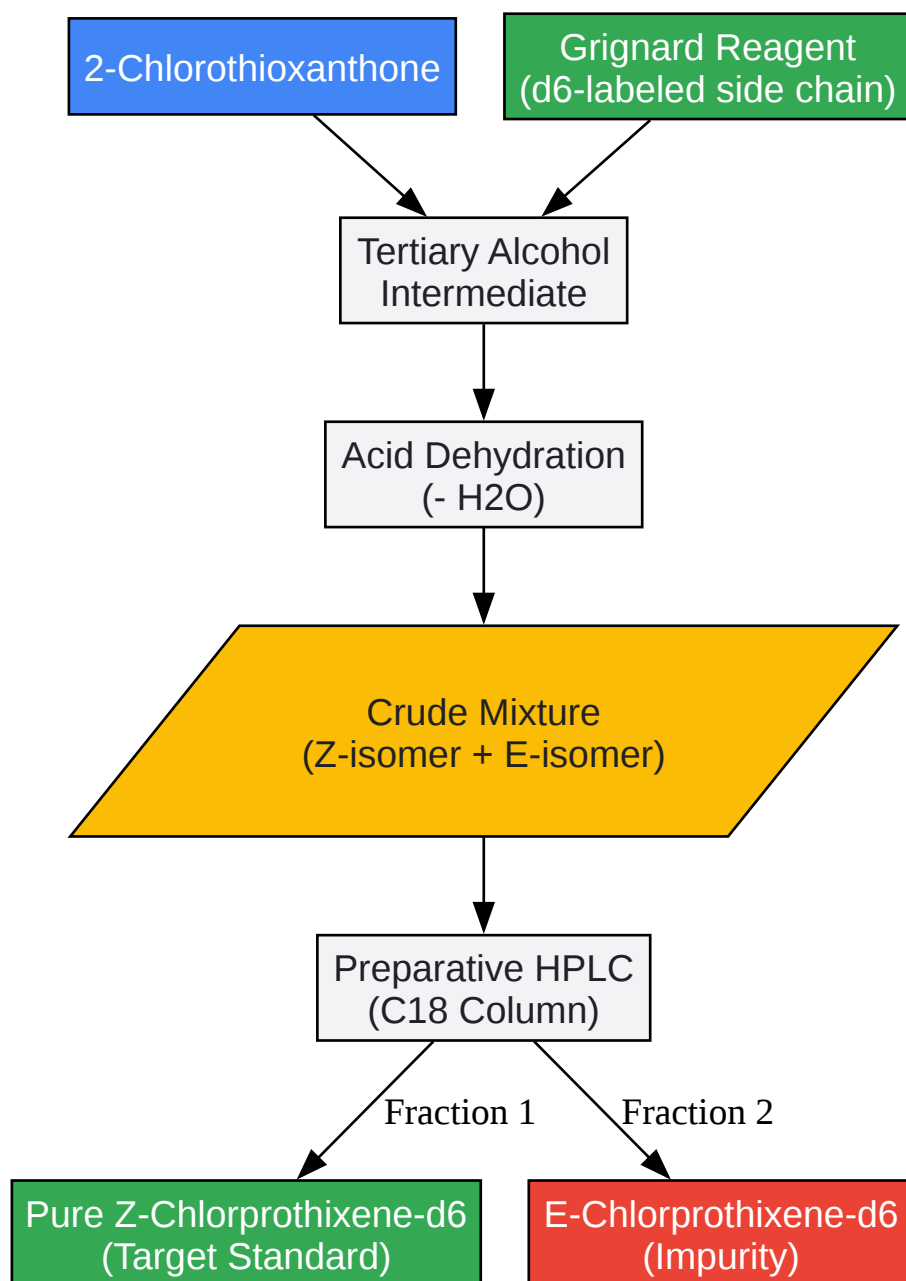 2-Chlorothioxanthone
Grignard Reagent
(d6-labeled side chain)
Tertiary Alcohol
Intermediate
Acid Dehydration
(- H2O)
Crude Mixture
(Z-isomer + E-isomer)
Preparative HPLC
(C18 Column)
Fraction 1
Fraction 2
Pure Z-Chlorprothixene-d6
(Target Standard)
E-Chlorprothixene-d6
(Impurity)